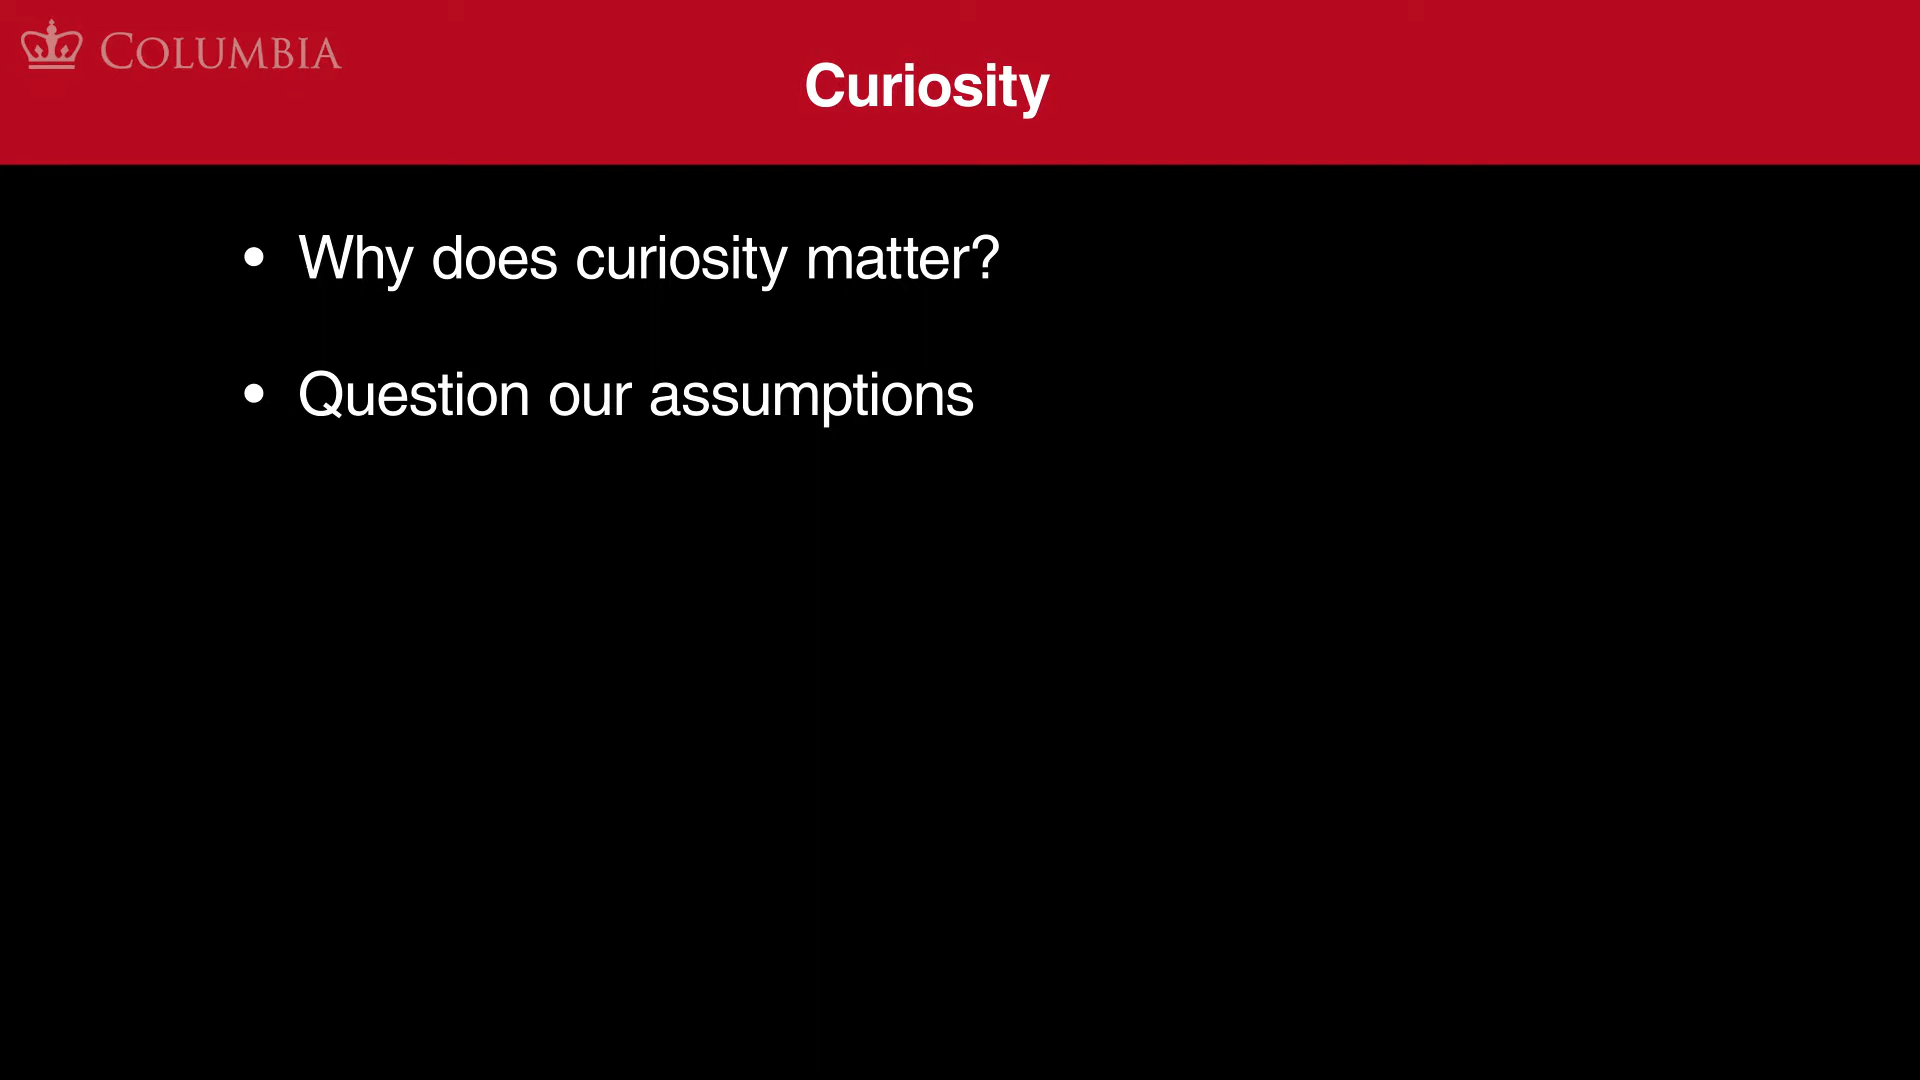 COLUMBIA
Curiosity
• Why does curiosity matter?
• Question our assumptions